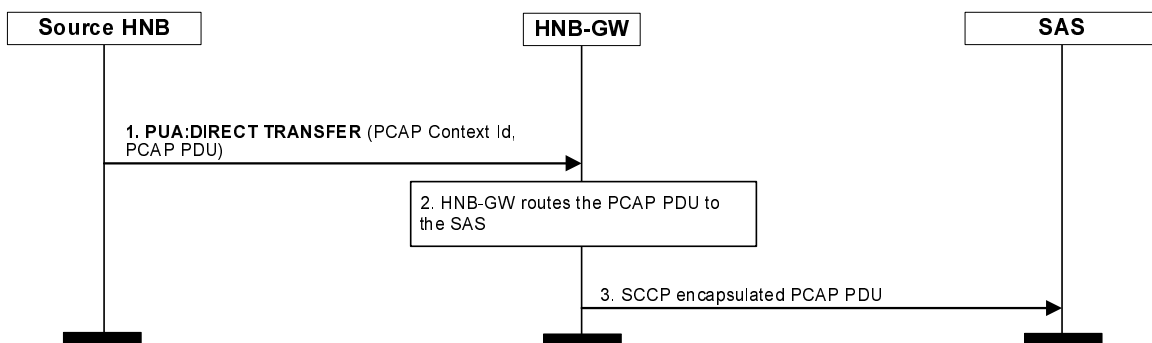 Source HNB
HNB-GW
SAS
1. PUA:DIRECT TRANSFER (PCAP Context Id,
PCAP PDU)
2. HNB-GW routes the PCAP PDU to
the SAS
3. SCCP encapsulated PCAP PDU